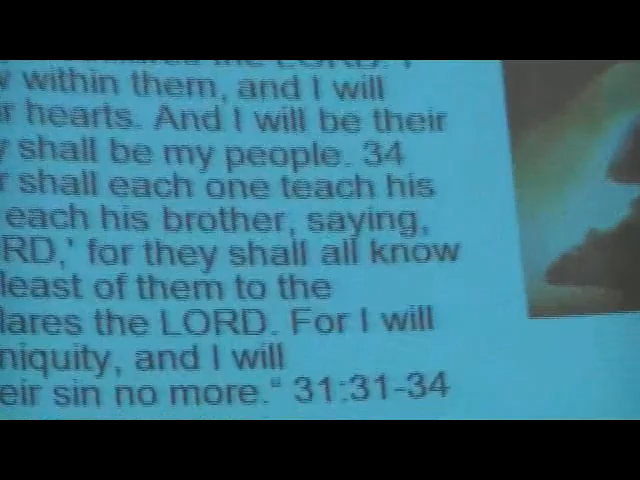 the LORD. I
within them, and I will
hearts. And I will be their
shall be my people. 34
shall each one teach his
each his brother, saying,
RD,' for they shall all know
least of them to the
lares the LORD. For I will
niquity, and I will
eir sin no more." 31:31-34